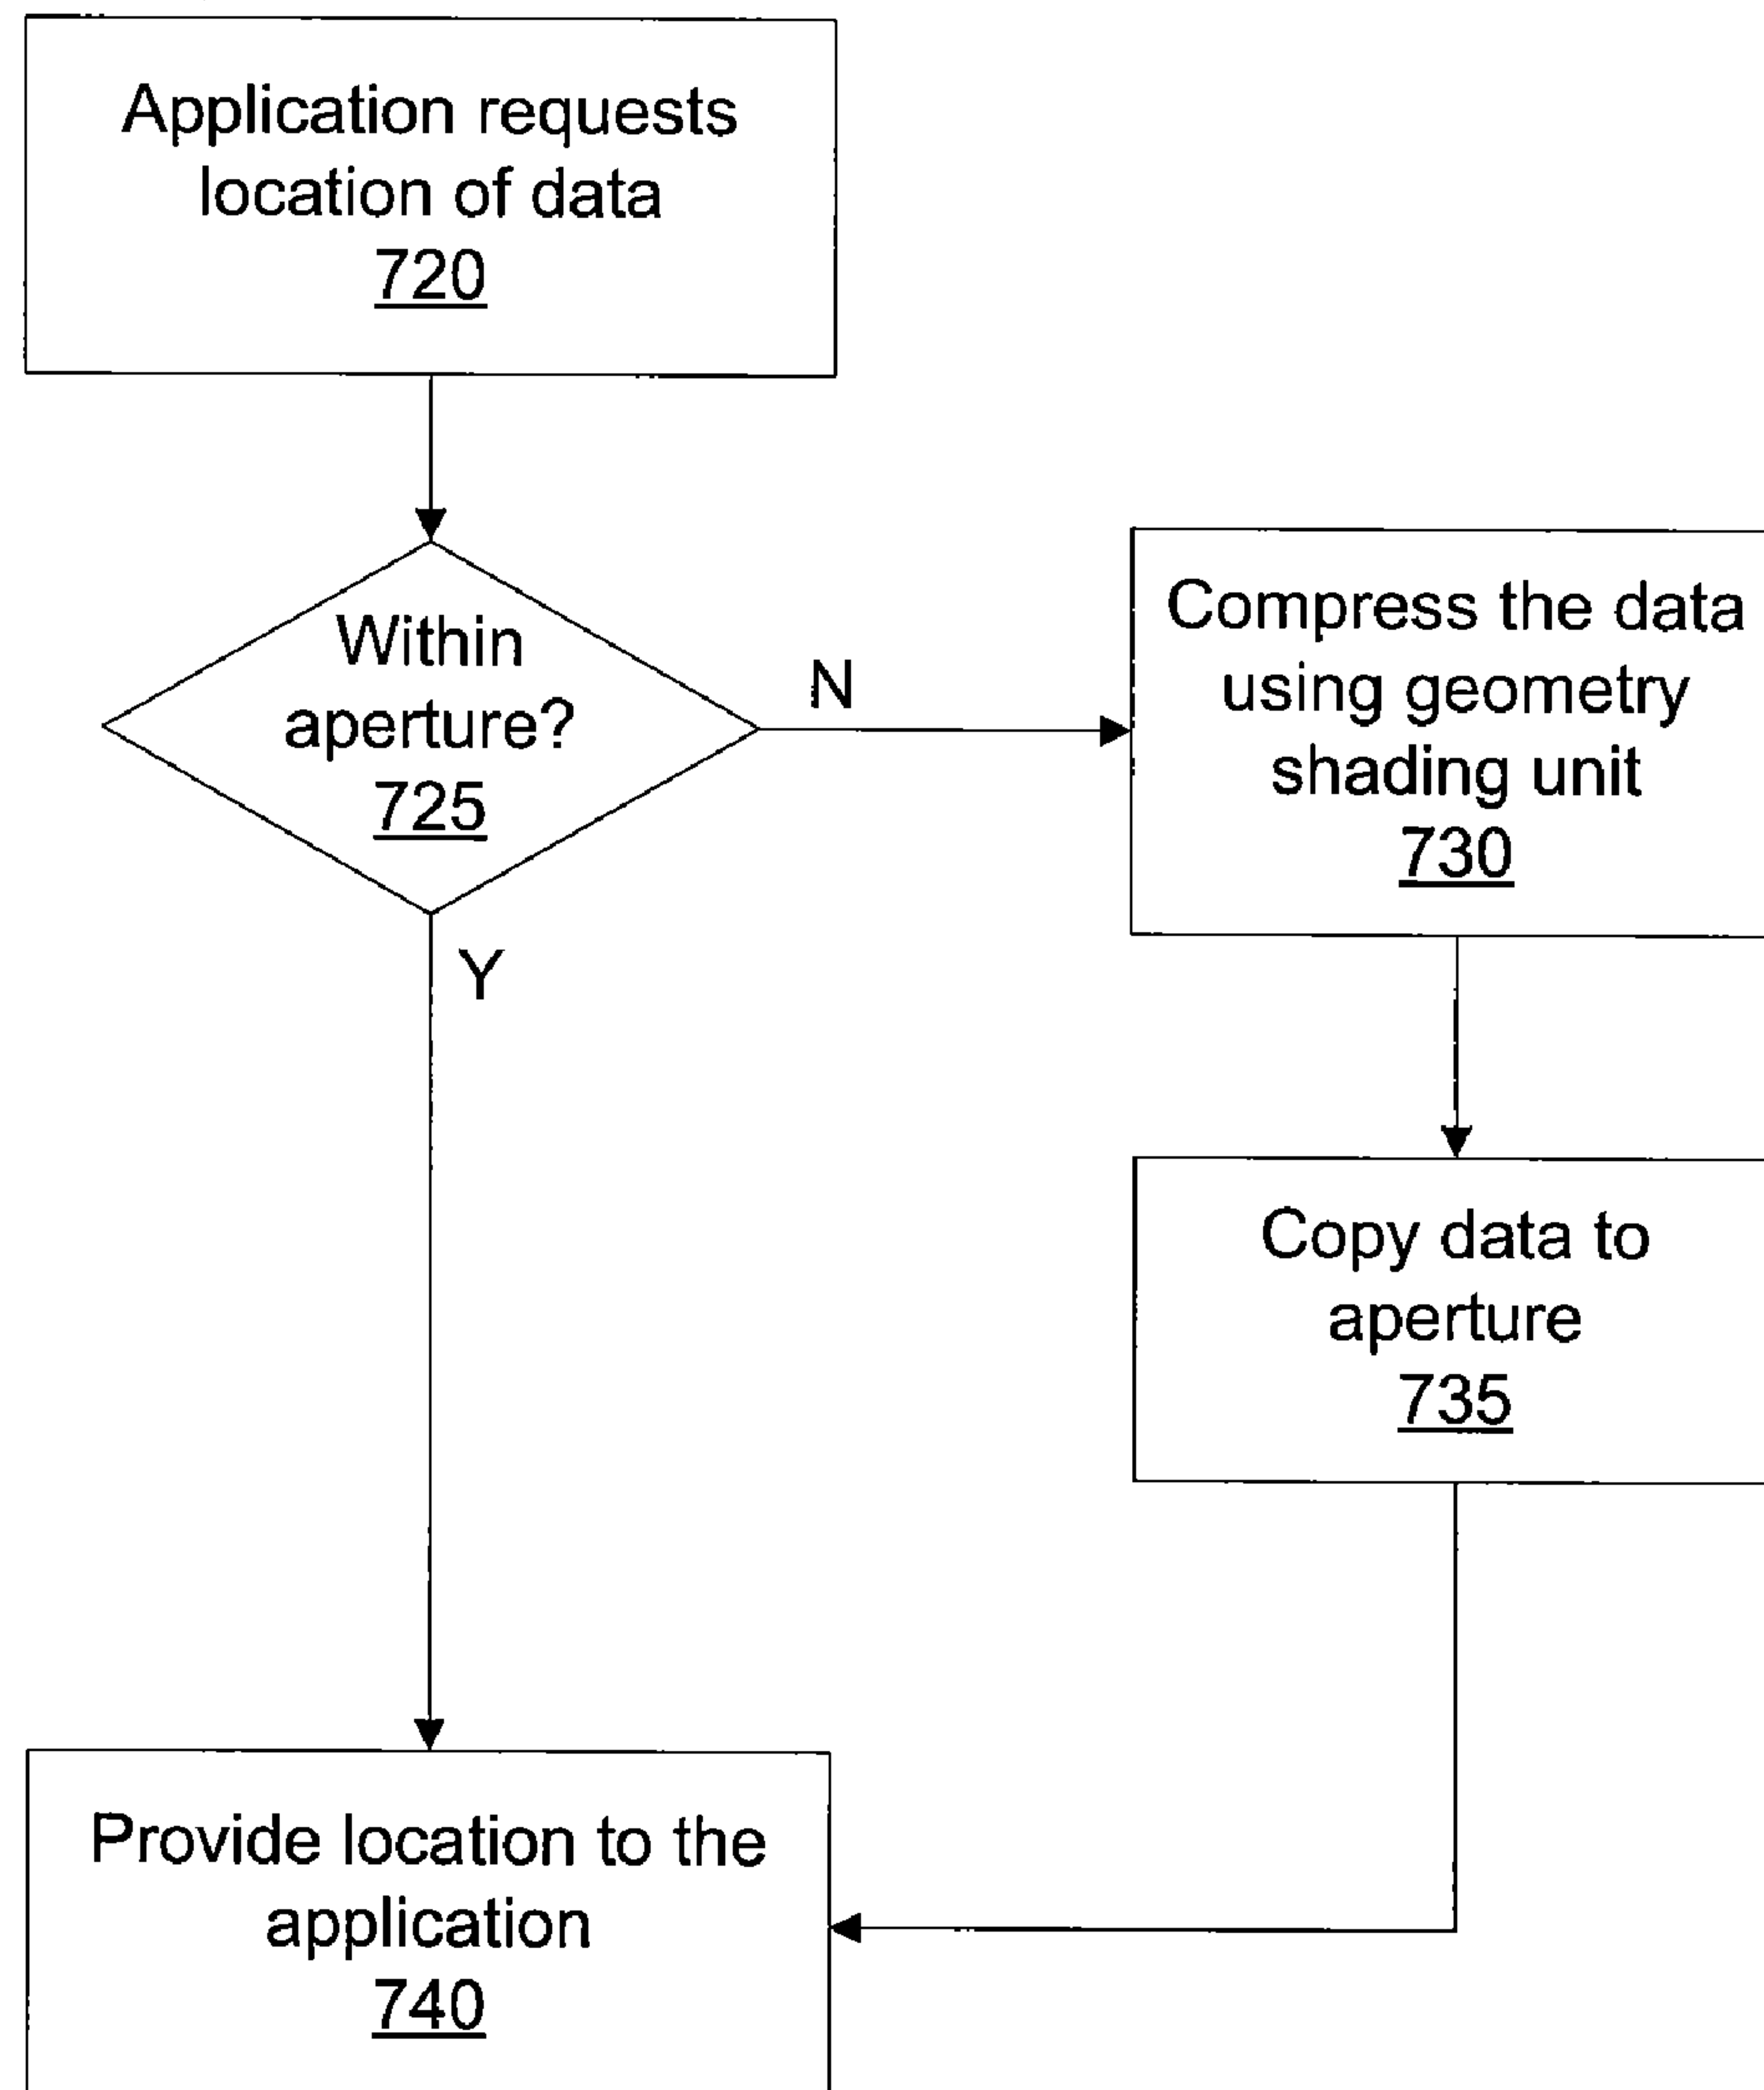 Application requests
location of data
720
Within
aperture?
725
N
Y
Compress the data
using geometry
shading unit
730
Copy data to
aperture
735
Provide location to the
application
740